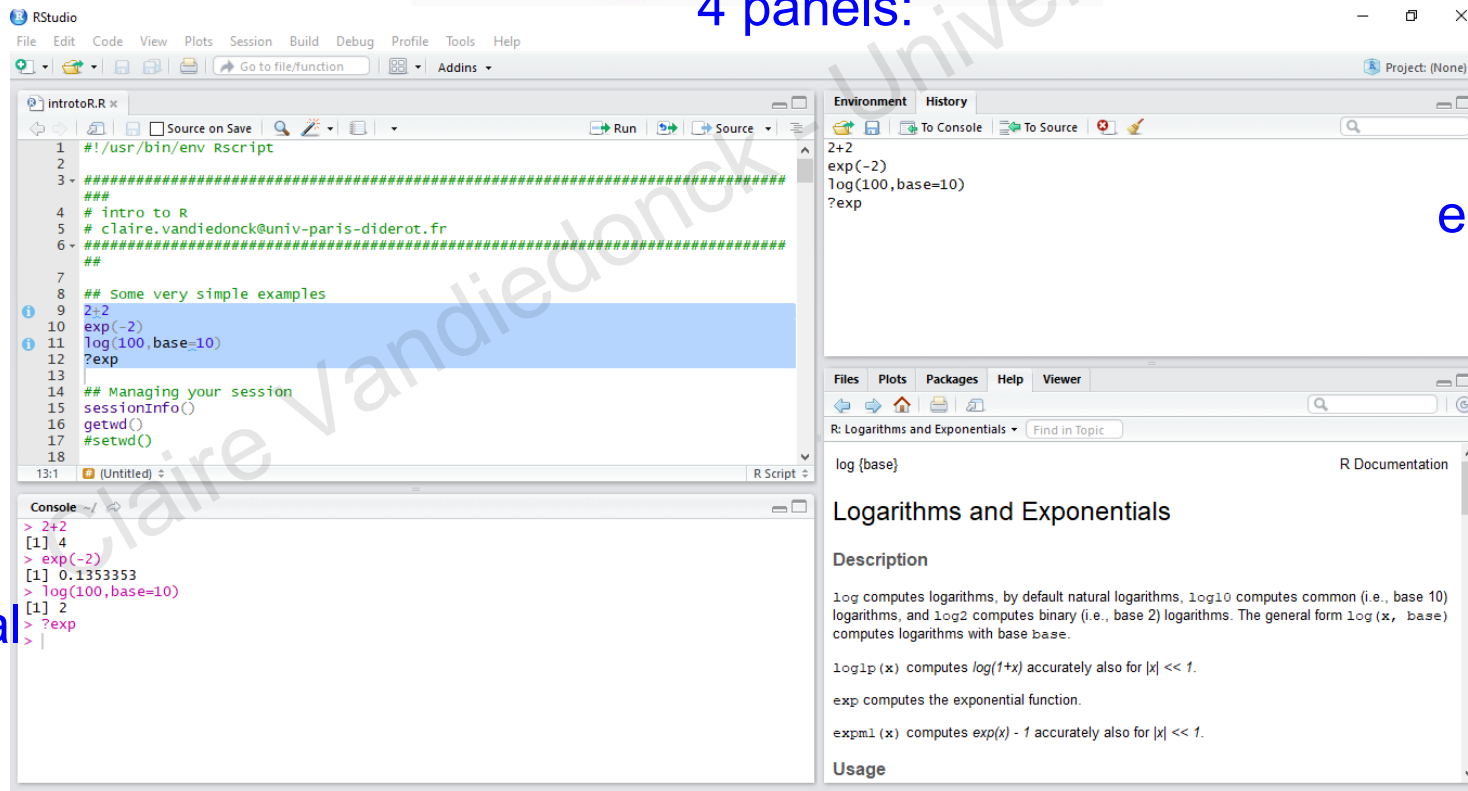 4 panels:
RStudio
File Edit Code View Plots Session Build Debug Profile Tools Help
Go to file/function Addins Project: (None)
introtoR.R
Source on Save Run Source
1 #!/usr/bin/env Rscript
2
3 #################################################################################
###
4 # intro to R
5 # claire.vandiedonck@univ-paris-diderot.fr
6 #################################################################################
##
7
8 ## Some very simple examples
9 2+2
10 exp(-2)
11 log(100,base=10)
12 ?exp
13
14 ## Managing your session
15 sessionInfo()
16 getwd()
17 #setwd()
18
13:1 (Untitled) R Script
Console ~/
> 2+2
[1] 4
> exp(-2)
[1] 0.1353353
> log(100,base=10)
[1] 2
> ?exp
>
Environment History
To Console To Source
2+2
exp(-2)
log(100,base=10)
?exp
Files Plots Packages Help Viewer
R: Logarithms and Exponentials Find in Topic
log {base} R Documentation
Logarithms and Exponentials
Description
log computes logarithms, by default natural logarithms, log10 computes common (i.e., base 10)
logarithms, and log2 computes binary (i.e., base 2) logarithms. The general form log(x, base)
computes logarithms with base base.
log1p(x) computes log(1+x) accurately also for |x| << 1.
exp computes the exponential function.
expm1(x) computes exp(x) - 1 accurately also for |x| << 1.
Usage
Claire Vandiedonck - Univer